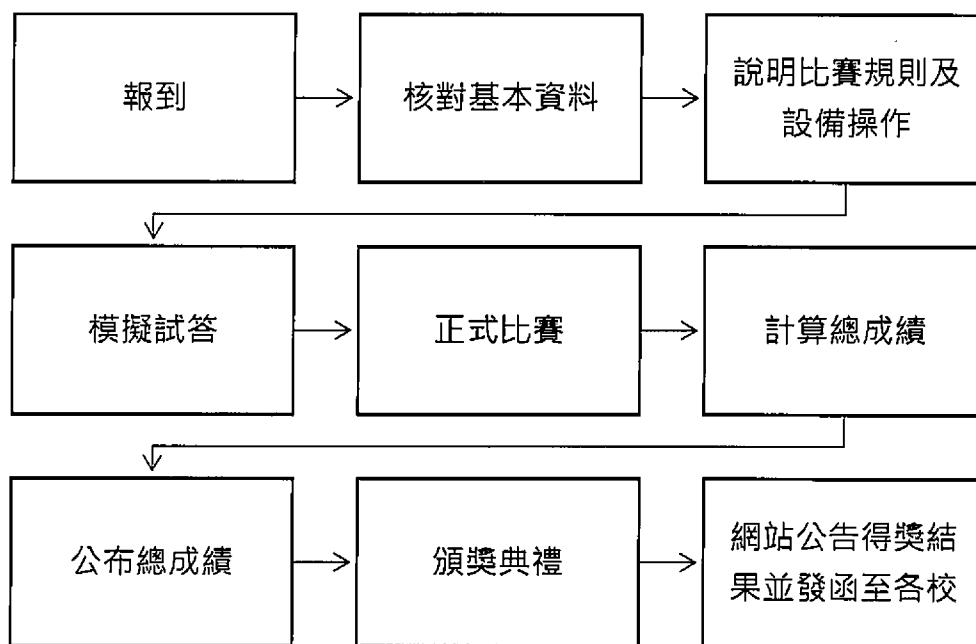 報到
核對基本資料
說明比賽規則及
設備操作
模擬試答
正式比賽
計算總成績
公布總成績
頒獎典禮
網站公告得獎結
果並發函至各校